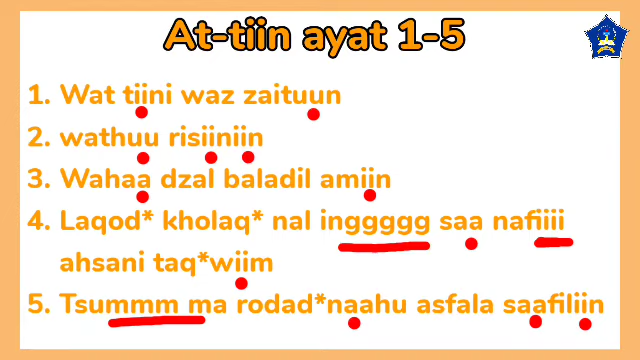 At-tiin ayat 1-5
1. Wat tiini waz zaituun
2. wathuu risiiniin
3. Wahaa dzal baladil amiin
4. Laqod* kholaq* nal inggggg saa nafiiii
ahsani taq*wiim
5. Tsummm ma rodad*naahu asfala saafiliin